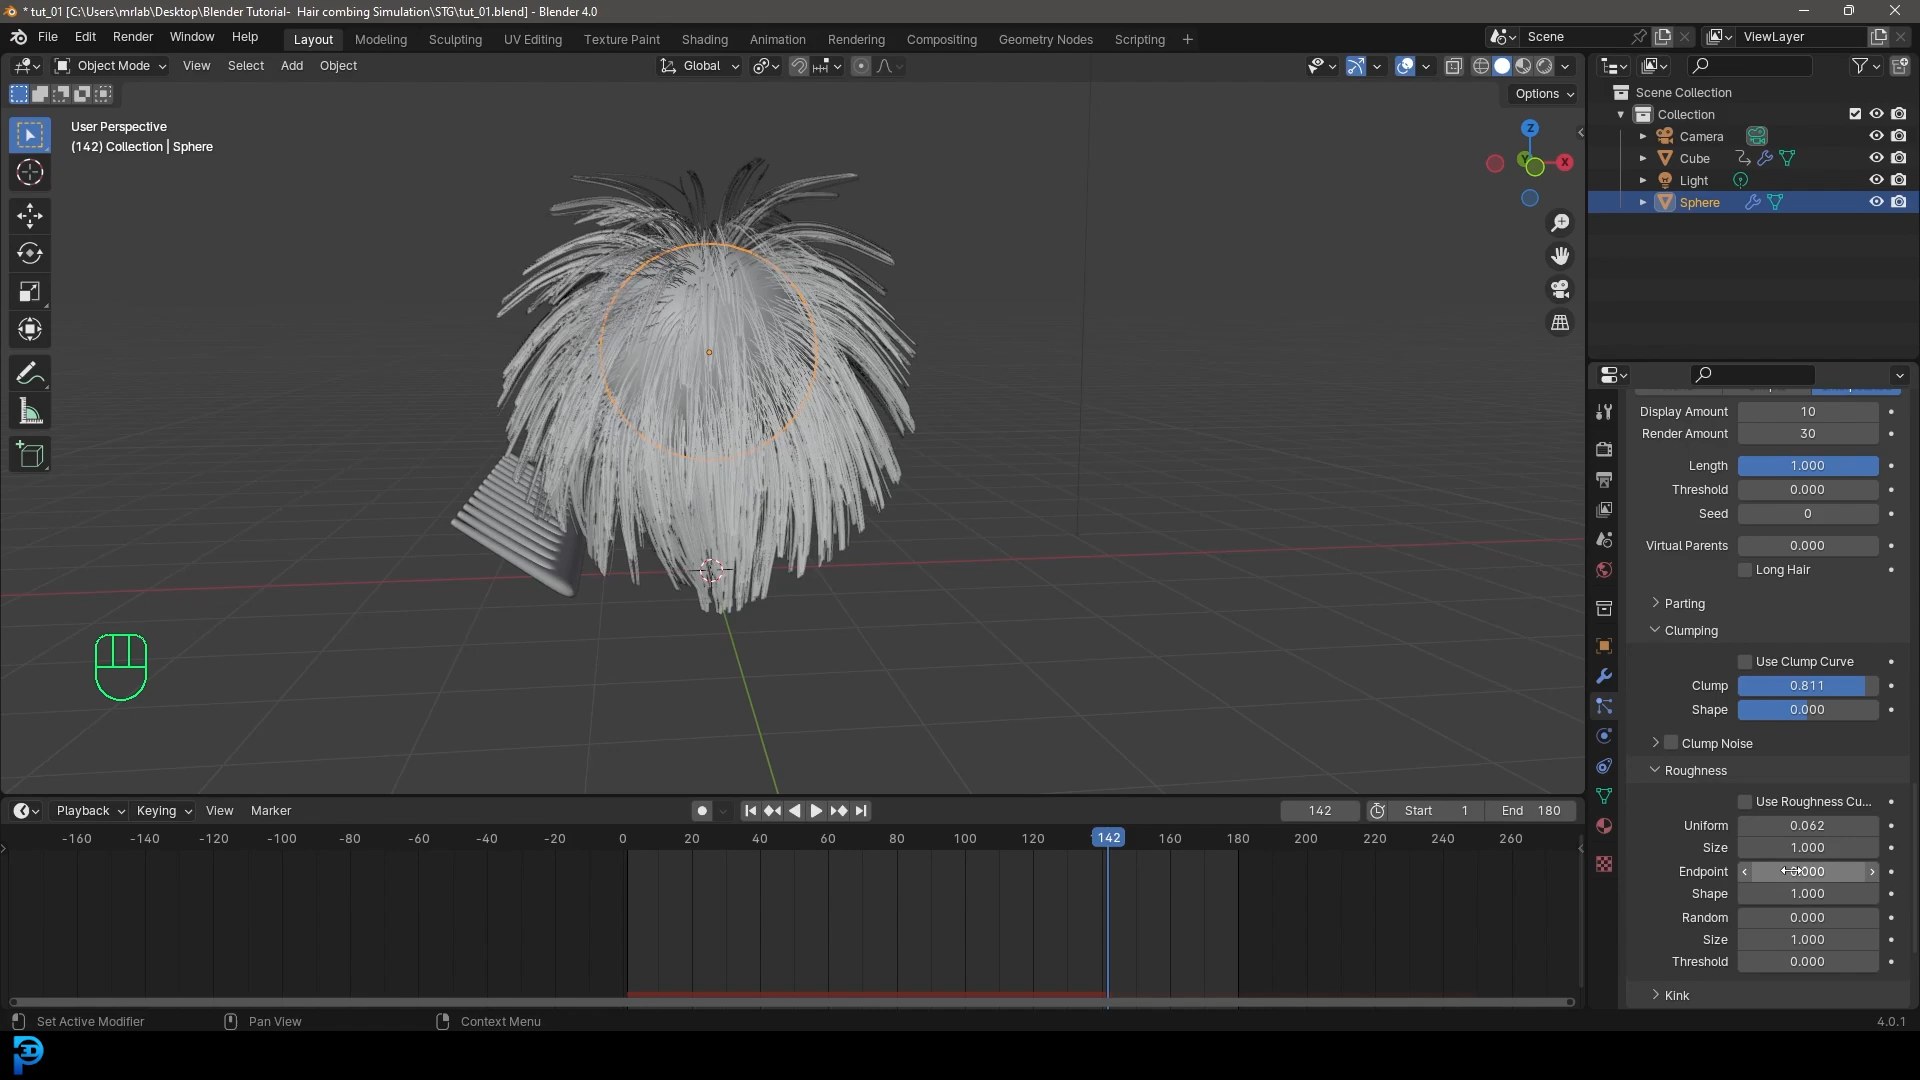 * tut_01 [C:\Users\mrlab\Desktop\Blender Tutorial-  Hair combing Simulation\STG\tut_01.blend] - Blender 4.0
File Edit Render Window Help
Layout Modeling Sculpting UV Editing Texture Paint Shading Animation Rendering Compositing Geometry Nodes Scripting +
Scene
ViewLayer
Object Mode View Select Add Object
Global
Options
User Perspective
(142) Collection | Sphere
Z
Y
X
Scene Collection
Collection
Camera
Cube
Light
Sphere
Display Amount 10
Render Amount 30
Length 1.000
Threshold 0.000
Seed 0
Virtual Parents 0.000
Long Hair
Parting
Clumping
Use Clump Curve
Clump 0.811
Shape 0.000
Clump Noise
Roughness
Use Roughness Cu...
Uniform 0.062
Size 1.000
Endpoint 0.000
Shape 1.000
Random 0.000
Size 1.000
Threshold 0.000
Kink
Playback Keying View Marker
142 Start 1 End 180
-160 -140 -120 -100 -80 -60 -40 -20 0 20 40 60 80 100 120 142 160 180 200 220 240 260
Set Active Modifier Pan View Context Menu
4.0.1
3D